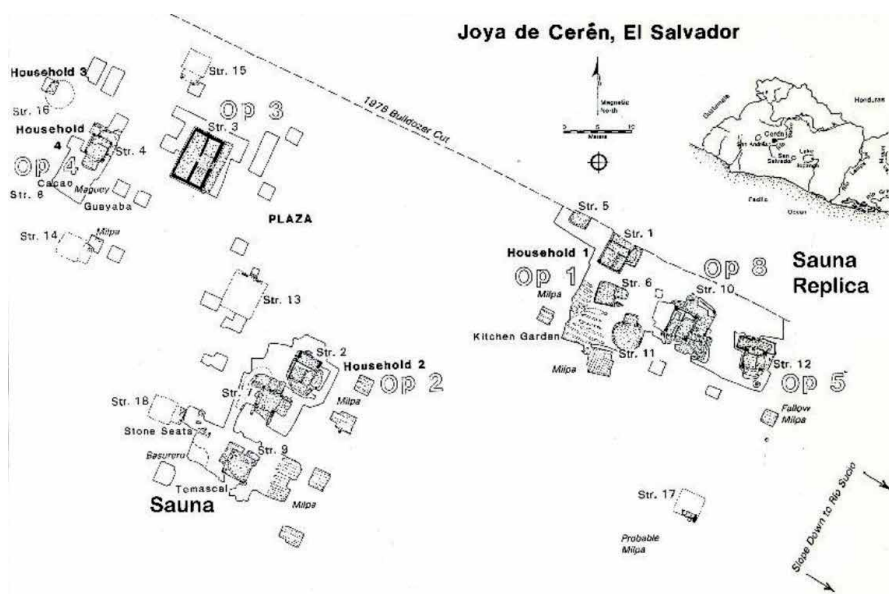 Joya de Cerén, El Salvador
Household 3
Str. 15
Str. 16
Op 3
Str. 3
1978 Bulldozer Cut
Magnetic
North
0 5 10
Meters
Guatemala
Honduras
Cerén
San Andrés
San
Salvador
Lake
Pacific
Ocean
Household
4
Str. 4
Op 4
Cacao
Maguey
Str. 6
Guayaba
PLAZA
Str. 14
Milpa
Str. 13
Str. 5
Str. 1
Household 1
Op 1
Op 8
Str. 6
Str. 10
Sauna
Replica
Milpa
Kitchen Garden
Str. 11
Milpa
Str. 12
Op 5
Fallow
Milpa
Str. 2
Household 2
Op 2
Milpa
Str.
Str. 18
Stone Seats
Basurero
Str. 9
Temascal
Sauna
Milpa
Str. 17
Probable
Milpa
Slope Down to Río Sucio